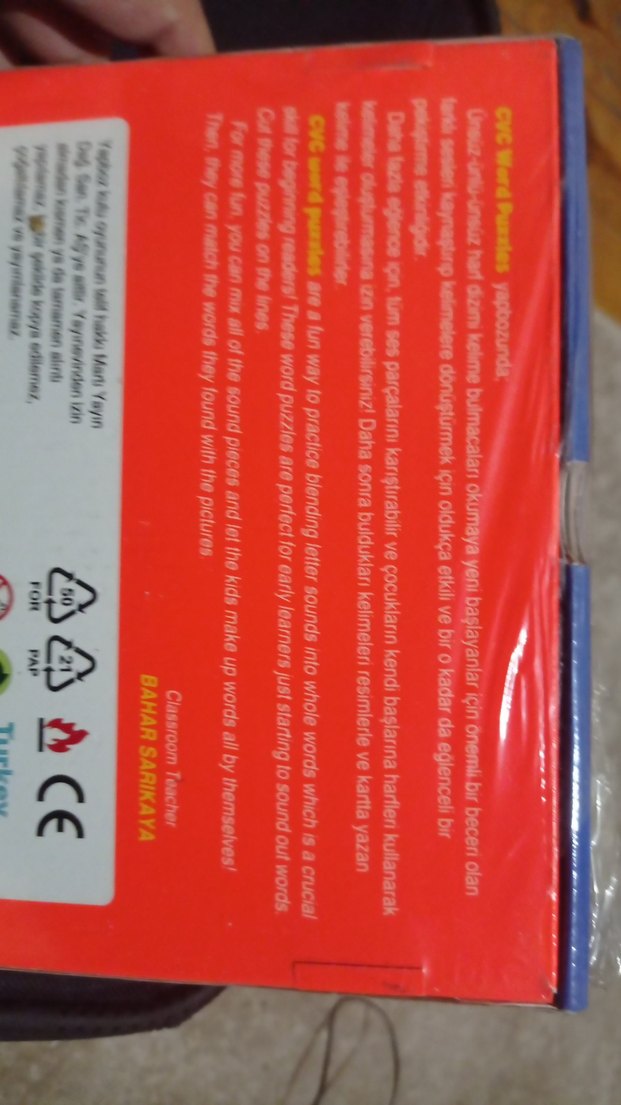 CVC Word Puzzles yapbozunda;
Ünsüz-ünlü-ünsüz harf dizimi kelime bulmacaları okumaya yeni başlayanlar için önemli bir beceri olan
farklı sesleri kaynaştırıp kelimelere dönüştürmek için oldukça etkili ve bir o kadar da eğlenceli bir
pekiştirme etkinliğidir.
Daha fazla eğlence için, tüm ses parçalarını karıştırabilir ve çocukların kendi başlarına harfleri kullanarak
kelimeler oluşturmasına izin verebilirsiniz! Daha sonra buldukları kelimeleri resimlerle ve kartta yazan
kelime ile eşleştirebilirler.
CVC word puzzles are a fun way to practice blending letter sounds into whole words which is a crucial
skill for beginning readers! These word puzzles are perfect for early learners just starting to sound out words.
Cut these puzzles on the lines.
For more fun, you can mix all of the sound pieces and let the kids make up words all by themselves!
Then, they can match the words they found with the pictures.
Classroom Teacher
BAHAR SARIKAYA
Yapboz kutu oyununun telif hakkı Martı Yayın
Dağ. San. Tic. AŞ'ye aittir. Yayınevinden izin
alınmadan kısmen ya da tamamen alıntı
yapılamaz, bir şekilde kopya edilemez,
çoğaltılamaz ve yayınlanamaz.
50
FOR
21
PAP
CE
Turkey